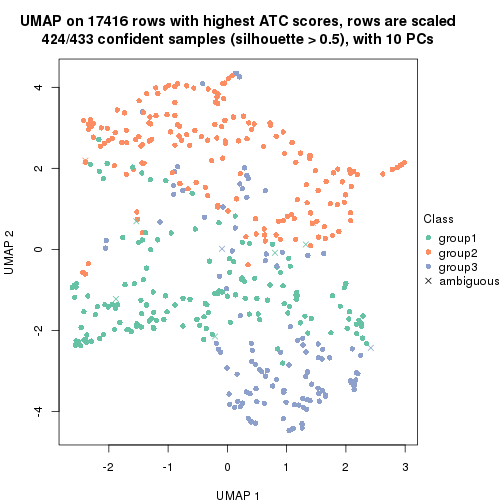 UMAP on 17416 rows with highest ATC scores, rows are scaled
424/433 confident samples (silhouette > 0.5), with 10 PCs
4
2
0
-2
-4
UMAP 2
-2
-1
0
1
2
3
UMAP 1
Class
group1
group2
group3
ambiguous